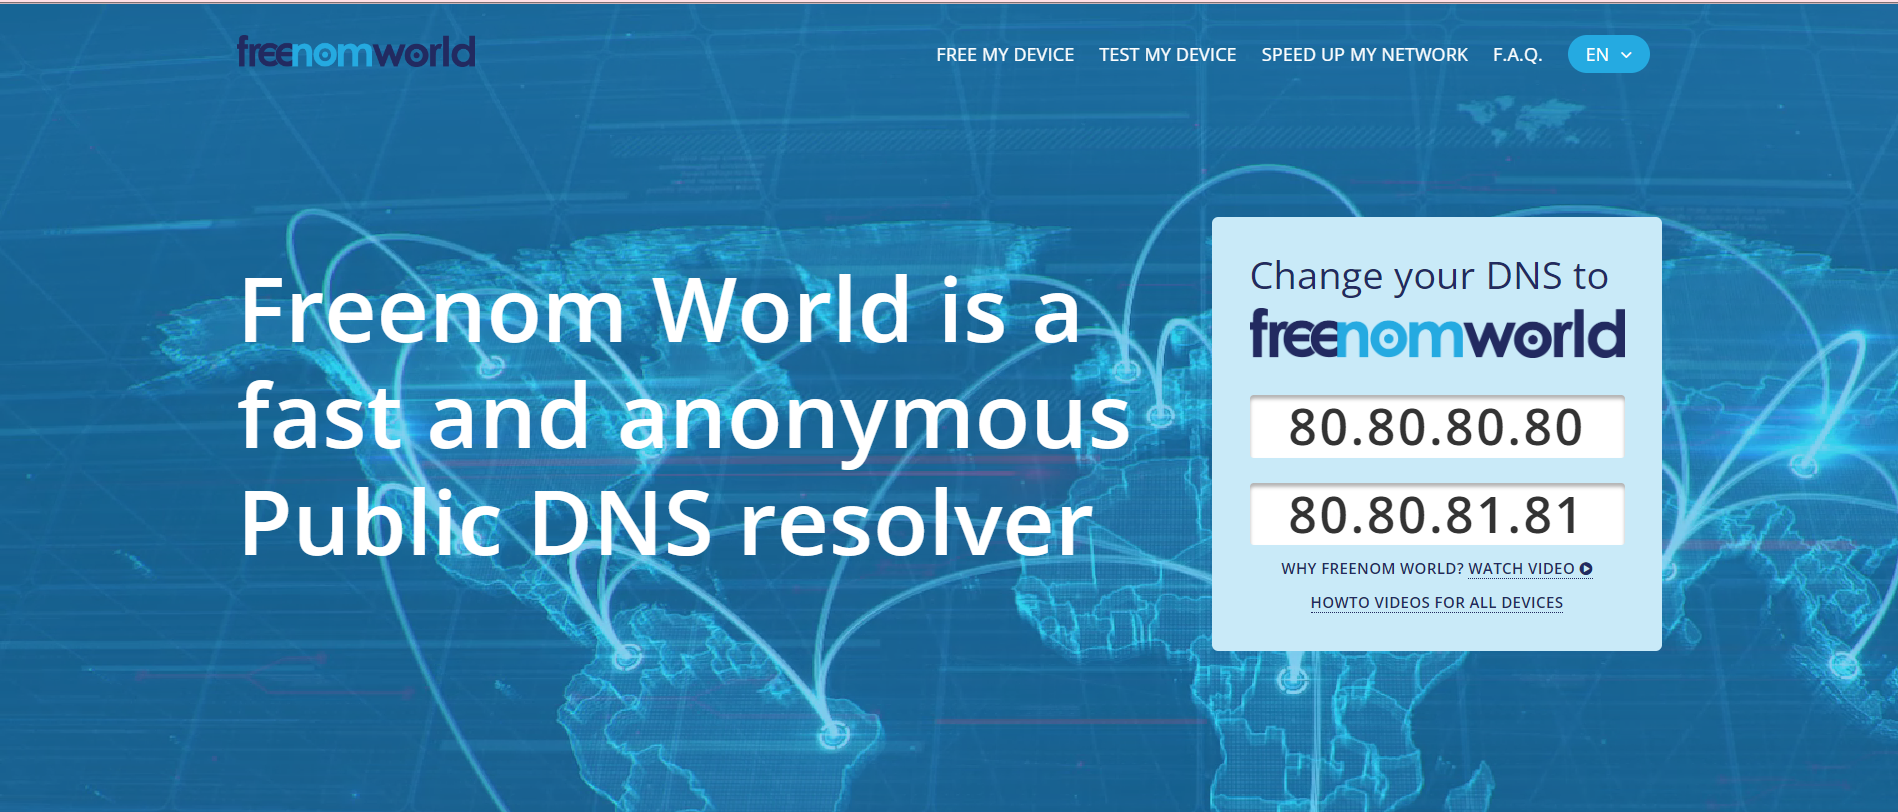 freenomworld
FREE MY DEVICE TEST MY DEVICE SPEED UP MY NETWORK F.A.Q. EN
Freenom World is a
fast and anonymous
Public DNS resolver
Change your DNS to
freenomworld
80.80.80.80
80.80.81.81
WHY FREENOM WORLD? WATCH VIDEO
HOWTO VIDEOS FOR ALL DEVICES